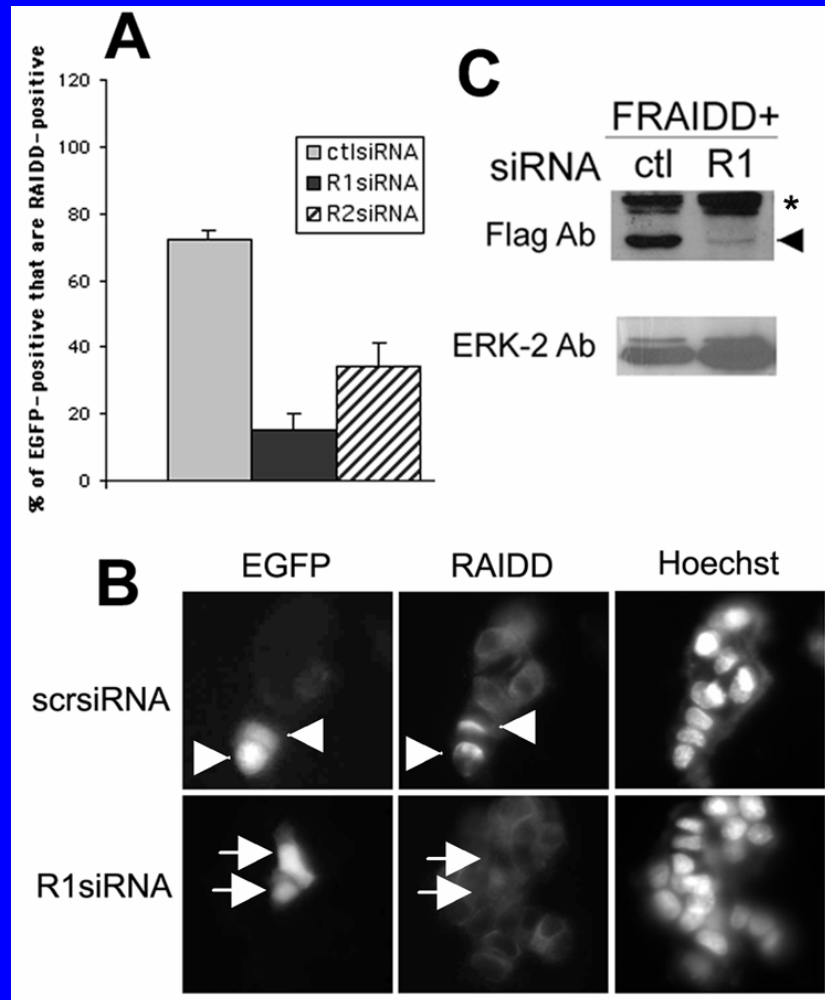 A
% of EGFP-positive that are RAIDD-positive
120
100
80
60
40
20
0
ctlsiRNA
R1siRNA
R2siRNA
C
FRAIDD+
siRNA ctl R1
*
Flag Ab
ERK-2 Ab
B
EGFP RAIDD Hoechst
scrsiRNA
R1siRNA